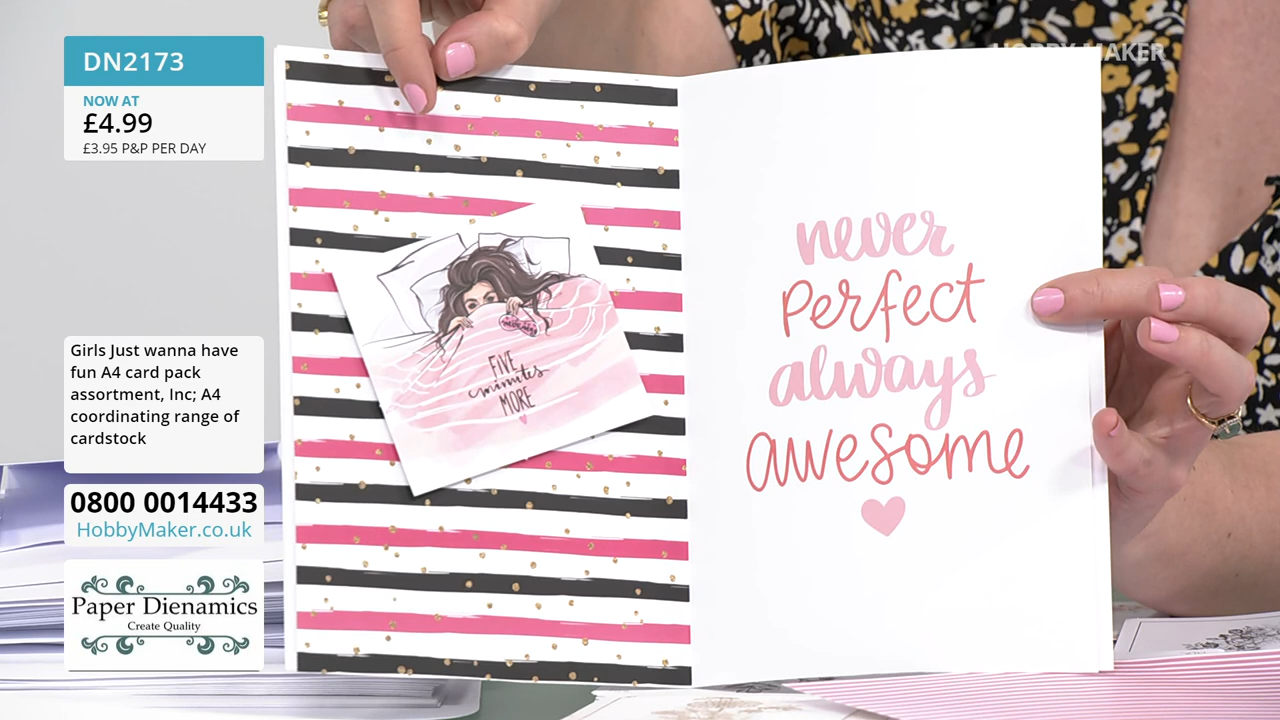 DN2173
NOW AT
£4.99
£3.95 P&P PER DAY
Girls Just wanna have
fun A4 card pack
assortment, Inc; A4
coordinating range of
cardstock
0800 0014433
HobbyMaker.co.uk
Paper Dienamics
Create Quality
HOBBY MAKER
FIVE
minutes
MORE
never
perfect
always
awesome